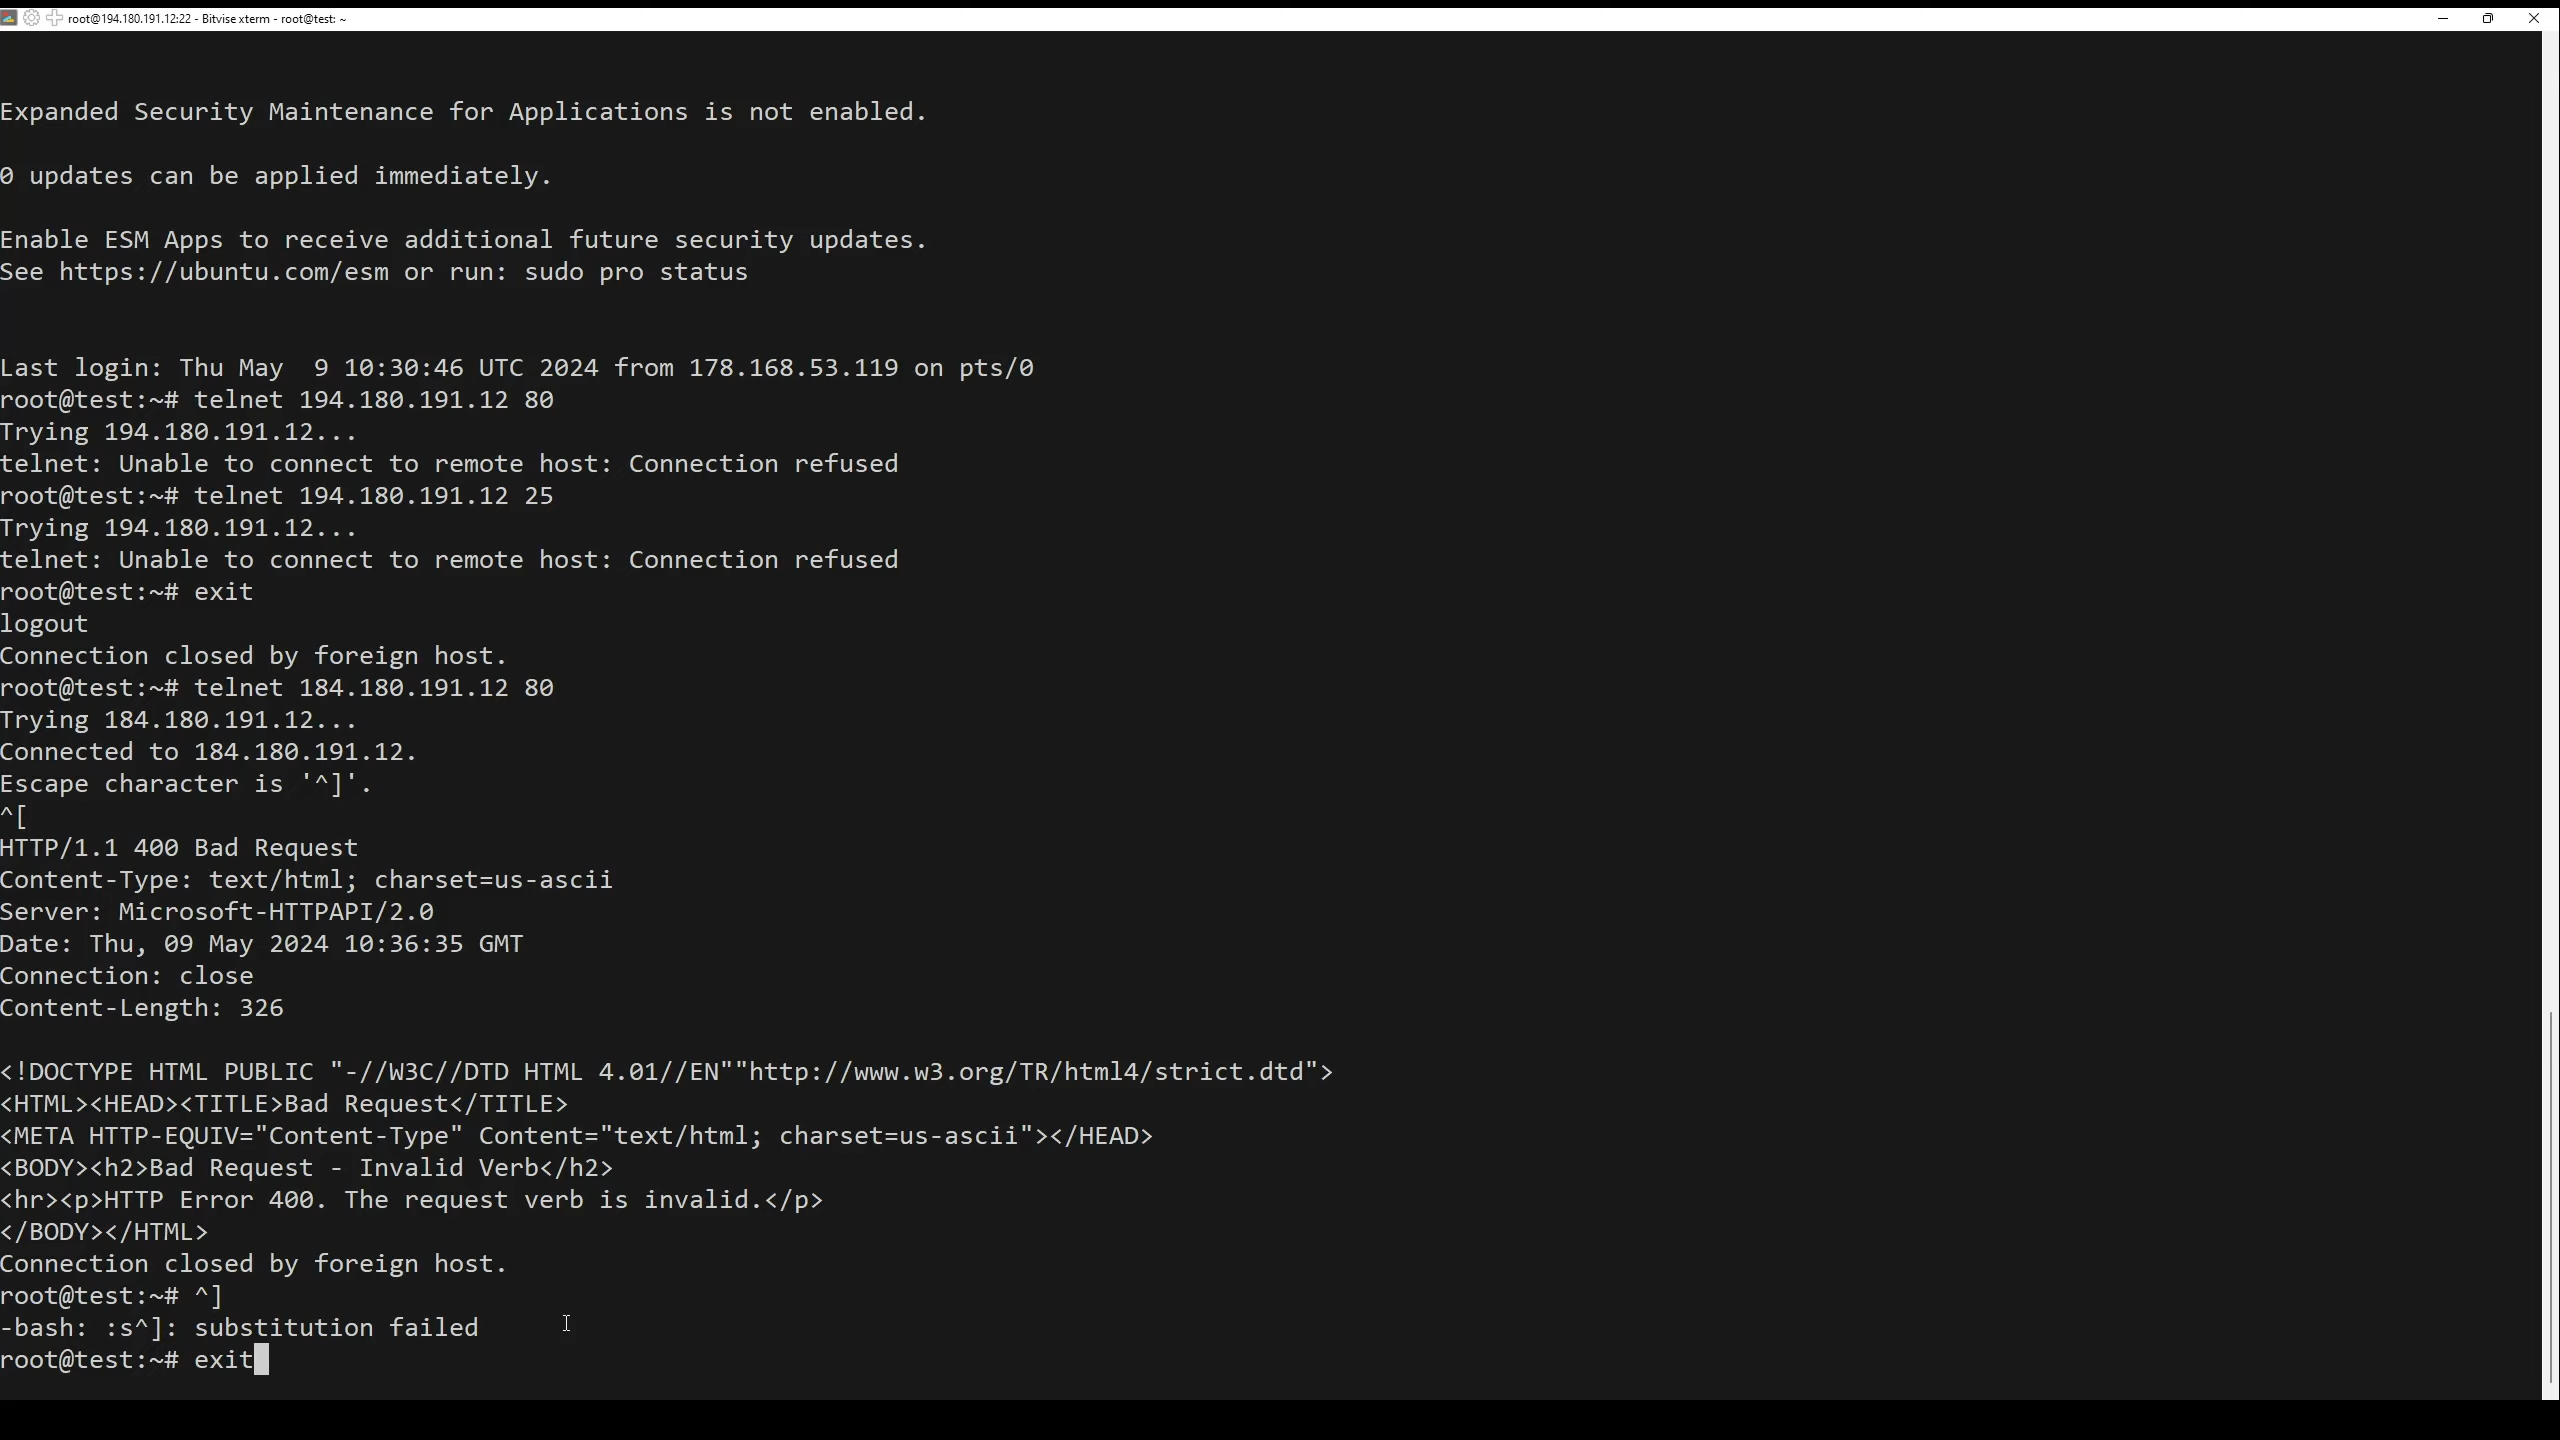 root@194.180.191.12:22 - Bitvise xterm - root@test: ~
Expanded Security Maintenance for Applications is not enabled.
0 updates can be applied immediately.
Enable ESM Apps to receive additional future security updates.
See https://ubuntu.com/esm or run: sudo pro status
Last login: Thu May  9 10:30:46 UTC 2024 from 178.168.53.119 on pts/0
root@test:~# telnet 194.180.191.12 80
Trying 194.180.191.12...
telnet: Unable to connect to remote host: Connection refused
root@test:~# telnet 194.180.191.12 25
Trying 194.180.191.12...
telnet: Unable to connect to remote host: Connection refused
root@test:~# exit
logout
Connection closed by foreign host.
root@test:~# telnet 184.180.191.12 80
Trying 184.180.191.12...
Connected to 184.180.191.12.
Escape character is '^]'.
^[
HTTP/1.1 400 Bad Request
Content-Type: text/html; charset=us-ascii
Server: Microsoft-HTTPAPI/2.0
Date: Thu, 09 May 2024 10:36:35 GMT
Connection: close
Content-Length: 326
<!DOCTYPE HTML PUBLIC "-//W3C//DTD HTML 4.01//EN""http://www.w3.org/TR/html4/strict.dtd">
<HTML><HEAD><TITLE>Bad Request</TITLE>
<META HTTP-EQUIV="Content-Type" Content="text/html; charset=us-ascii"></HEAD>
<BODY><h2>Bad Request - Invalid Verb</h2>
<hr><p>HTTP Error 400. The request verb is invalid.</p>
</BODY></HTML>
Connection closed by foreign host.
root@test:~# ^]
-bash: :s^]: substitution failed
root@test:~# exit